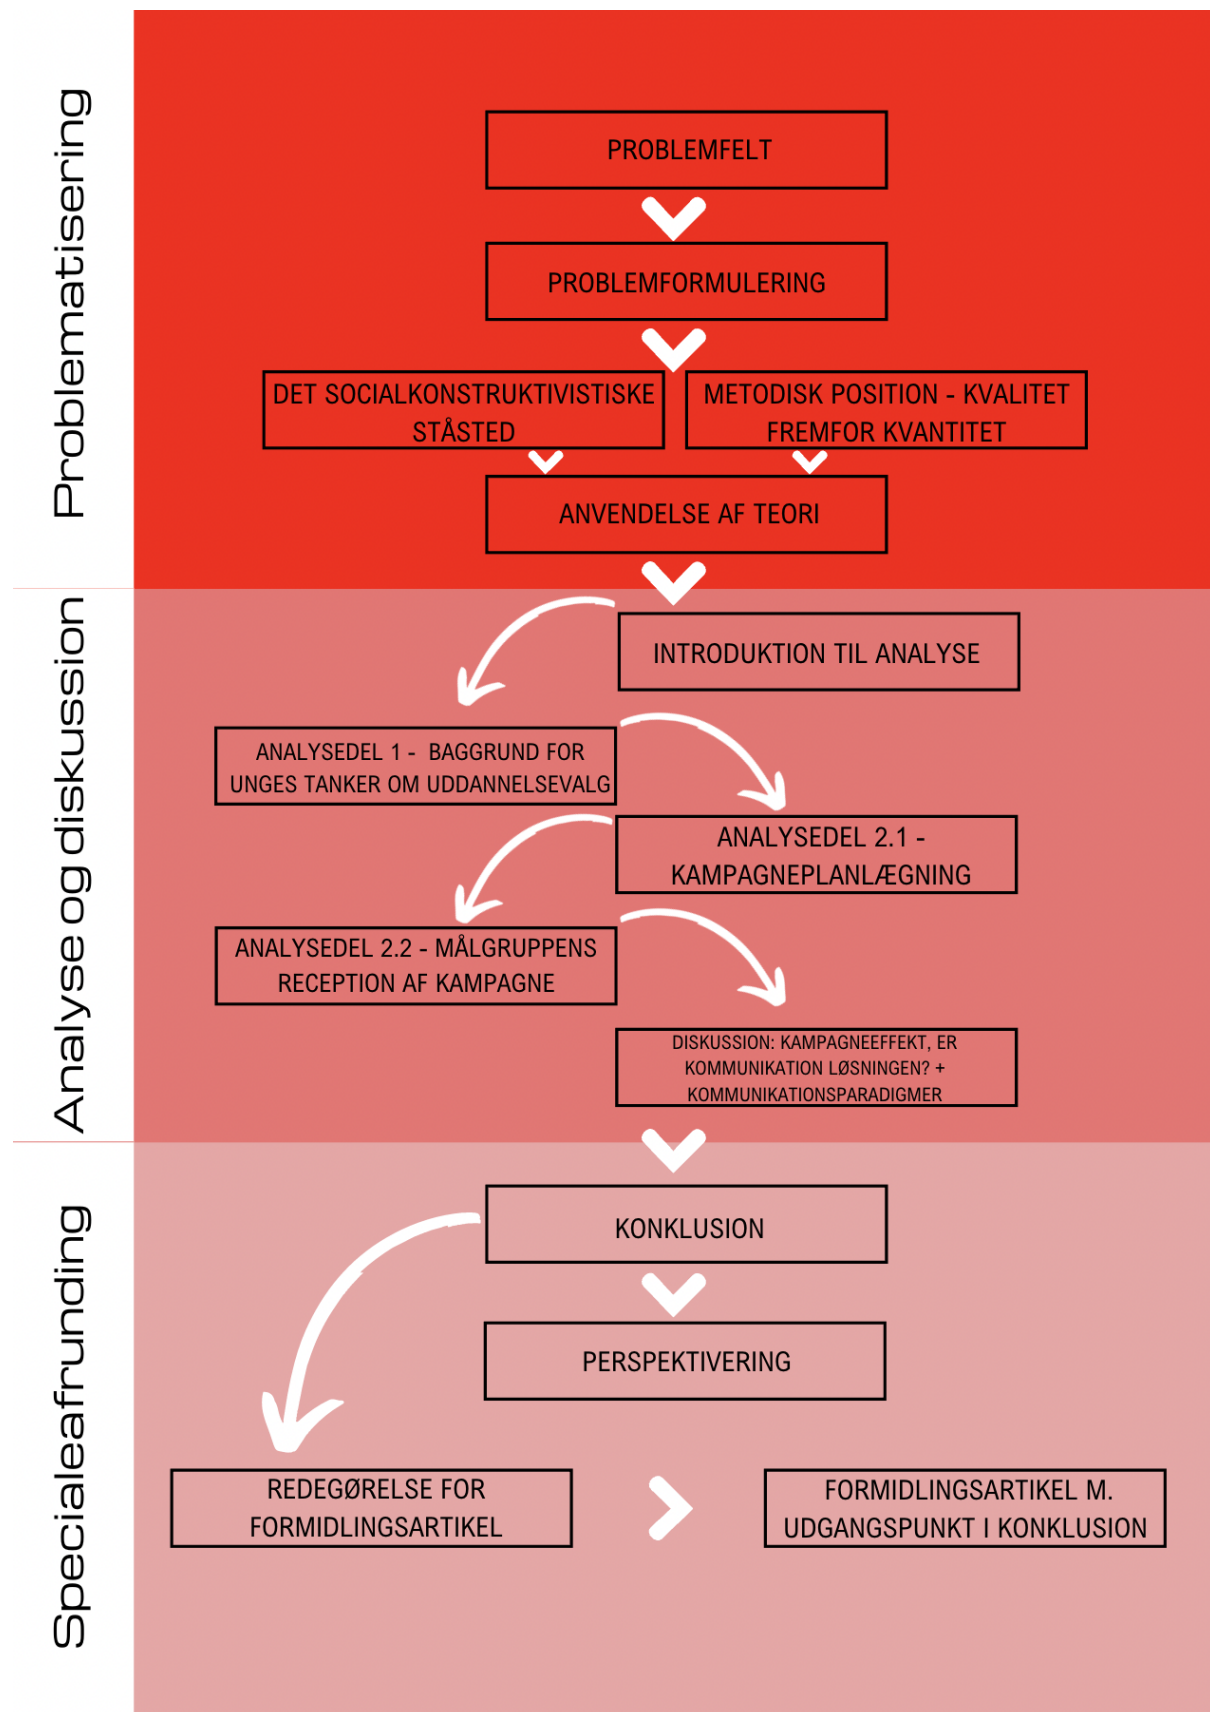 Problematisering
PROBLEMFELT
PROBLEMFORMULERING
DET SOCIALKONSTRUKTIVISTISKE
STÅSTED
METODISK POSITION - KVALITET
FREMFOR KVANTITET
ANVENDELSE AF TEORI
Analyse og diskussion
INTRODUKTION TIL ANALYSE
ANALYSEDEL 1 - BAGGRUND FOR
UNGES TANKER OM UDDANNELSEVALG
ANALYSEDEL 2.1 -
KAMPAGNEPLANLÆGNING
ANALYSEDEL 2.2 - MÅLGRUPPENS
RECEPTION AF KAMPAGNE
DISKUSSION: KAMPAGNEEFFEKT, ER
KOMMUNIKATION LØSNINGEN? +
KOMMUNIKATIONSPARADIGMER
Specialeafrunding
KONKLUSION
PERSPEKTIVERING
REDEGØRELSE FOR
FORMIDLINGSARTIKEL
FORMIDLINGSARTIKEL M.
UDGANGSPUNKT I KONKLUSION